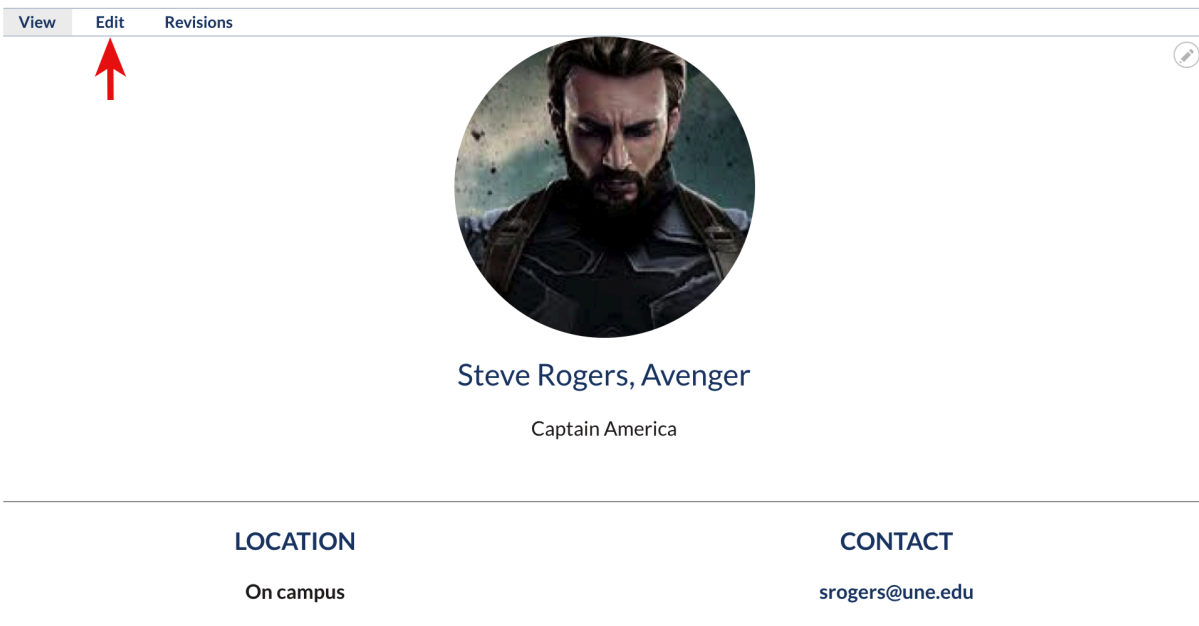 View Edit Revisions
Steve Rogers, Avenger
Captain America
LOCATION CONTACT
On campus srogers@une.edu